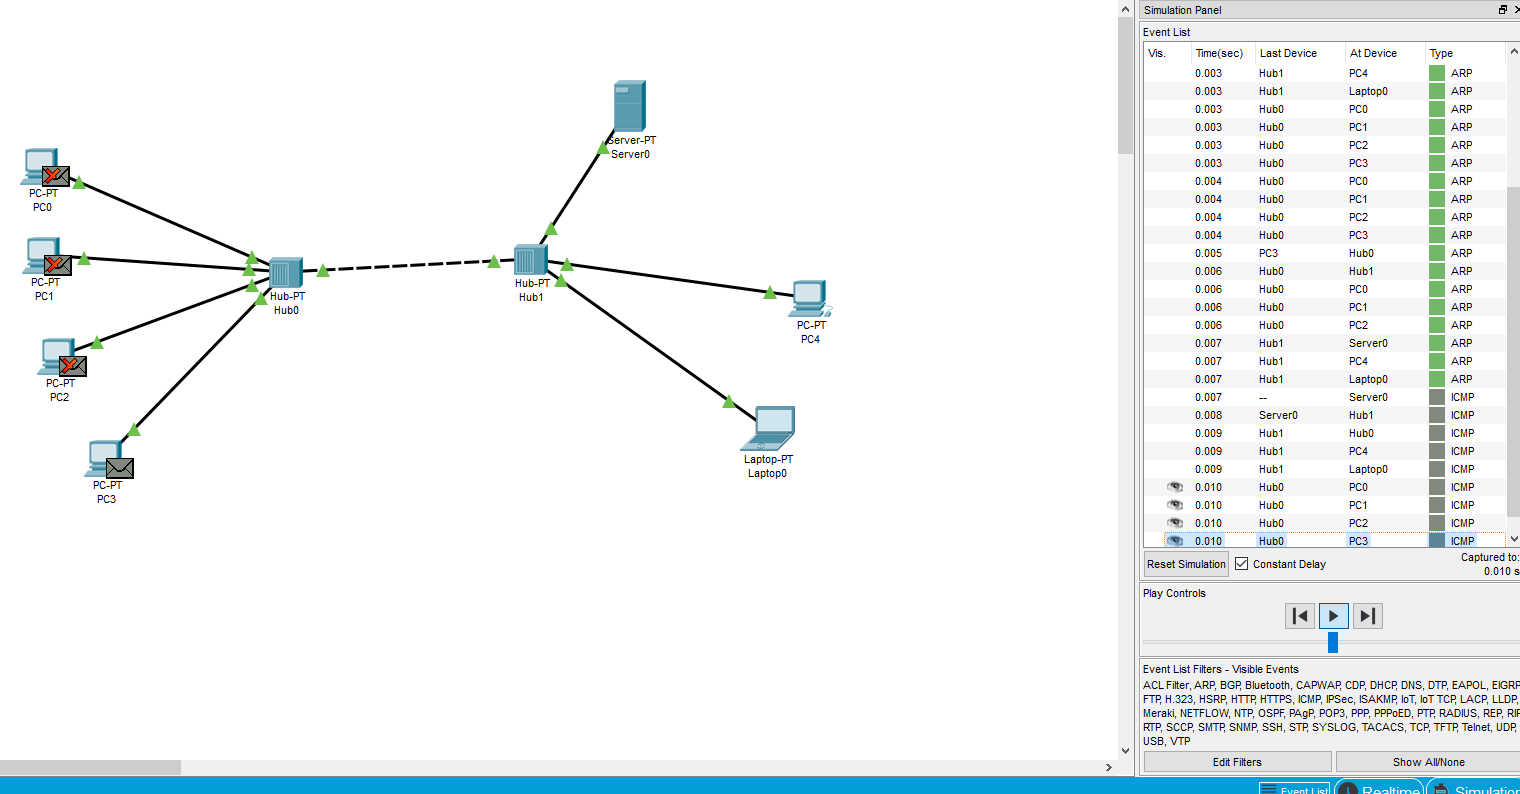 Simulation Panel
Event List
Vis. Time(sec) Last Device At Device Type
0.003 Hub1 PC4 ARP
0.003 Hub1 Laptop0 ARP
0.003 Hub0 PC0 ARP
0.003 Hub0 PC1 ARP
0.003 Hub0 PC2 ARP
0.003 Hub0 PC3 ARP
0.004 Hub0 PC0 ARP
0.004 Hub0 PC1 ARP
0.004 Hub0 PC2 ARP
0.004 Hub0 PC3 ARP
0.005 PC3 Hub0 ARP
0.006 Hub0 Hub1 ARP
0.006 Hub0 PC0 ARP
0.006 Hub0 PC1 ARP
0.006 Hub0 PC2 ARP
0.007 Hub1 Server0 ARP
0.007 Hub1 PC4 ARP
0.007 Hub1 Laptop0 ARP
0.007 -- Server0 ICMP
0.008 Server0 Hub1 ICMP
0.009 Hub1 Hub0 ICMP
0.009 Hub1 PC4 ICMP
0.009 Hub1 Laptop0 ICMP
0.010 Hub0 PC0 ICMP
0.010 Hub0 PC1 ICMP
0.010 Hub0 PC2 ICMP
0.010 Hub0 PC3 ICMP
Reset Simulation Constant Delay Captured to:
0.010 s
Play Controls
Event List Filters - Visible Events
ACL Filter, ARP, BGP, Bluetooth, CAPWAP, CDP, DHCP, DNS, DTP, EAPOL, EIGRP
FTP, H.323, HSRP, HTTP, HTTPS, ICMP, IPSec, ISAKMP, IoT, IoT TCP, LACP, LLDP,
Meraki, NETFLOW, NTP, OSPF, PAgP, POP3, PPP, PPPoED, PTP, RADIUS, REP, RIP
RTP, SCCP, SMTP, SNMP, SSH, STP, SYSLOG, TACACS, TCP, TFTP, Telnet, UDP,
USB, VTP
Edit Filters Show All/None
Event List Realtime Simulation
Server-PT
Server0
PC-PT
PC0
PC-PT
PC1
Hub-PT
Hub0
Hub-PT
Hub1
PC-PT
PC4
PC-PT
PC2
Laptop-PT
Laptop0
PC-PT
PC3